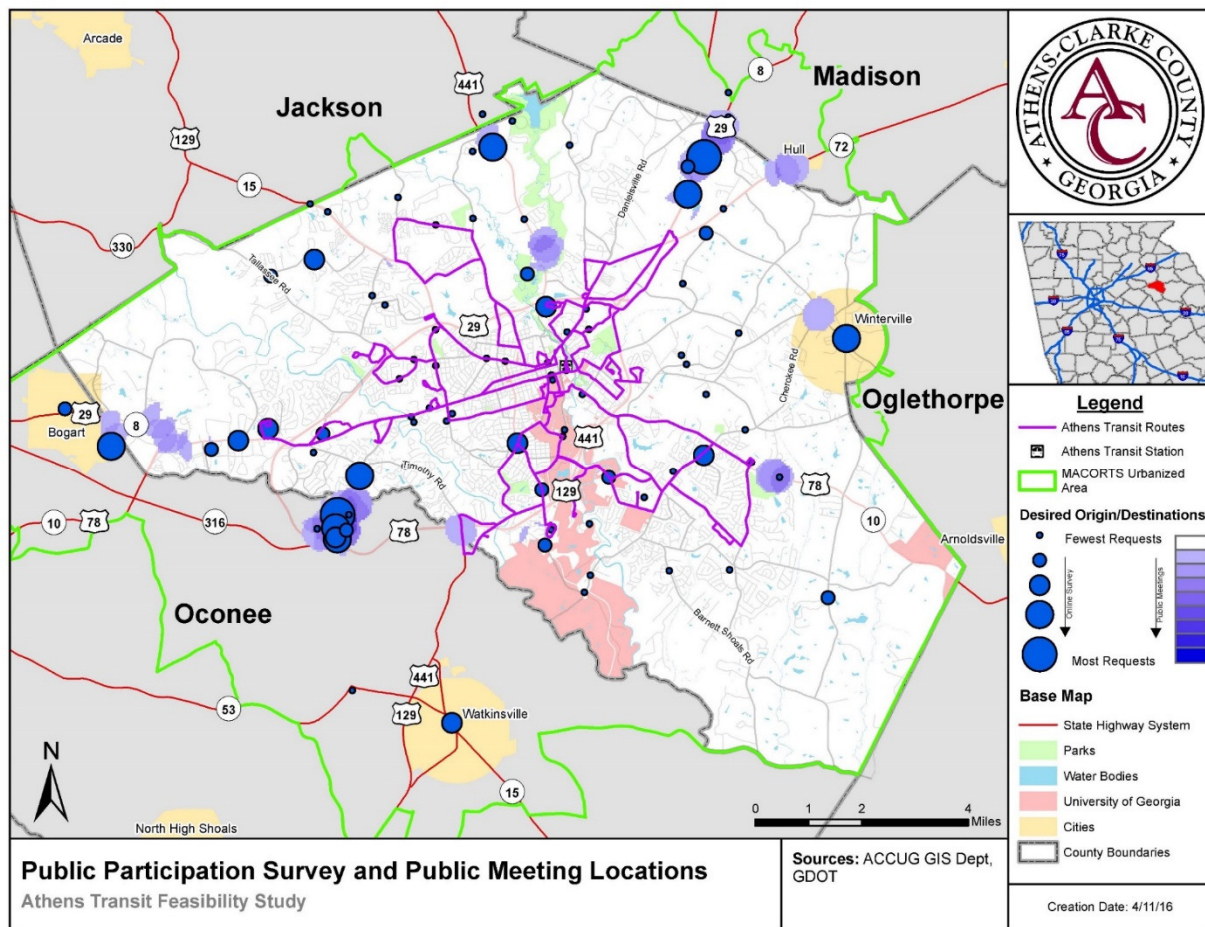 Arcade
Jackson
441
8
Madison
129
29
Hull
72
15
330
Danielsville Rd
Tallassee Rd
29
Winterville
Cherokee Rd
Oglethorpe
29
Bogart
8
441
Timothy Rd
129
78
10
78
316
78
10
Arnoldsville
Oconee
Barnett Shoals Rd
441
129
53
Watkinsville
15
N
North High Shoals
0 1 2 4
Miles
ATHENS-CLARKE COUNTY
AC
★ GEORGIA ★
Legend
Athens Transit Routes
Athens Transit Station
MACORTS Urbanized
Area
Desired Origin/Destinations
Fewest Requests
Online Survey
Public Meetings
Most Requests
Base Map
State Highway System
Parks
Water Bodies
University of Georgia
Cities
County Boundaries
Public Participation Survey and Public Meeting Locations
Athens Transit Feasibility Study
Sources: ACCUG GIS Dept,
GDOT
Creation Date: 4/11/16